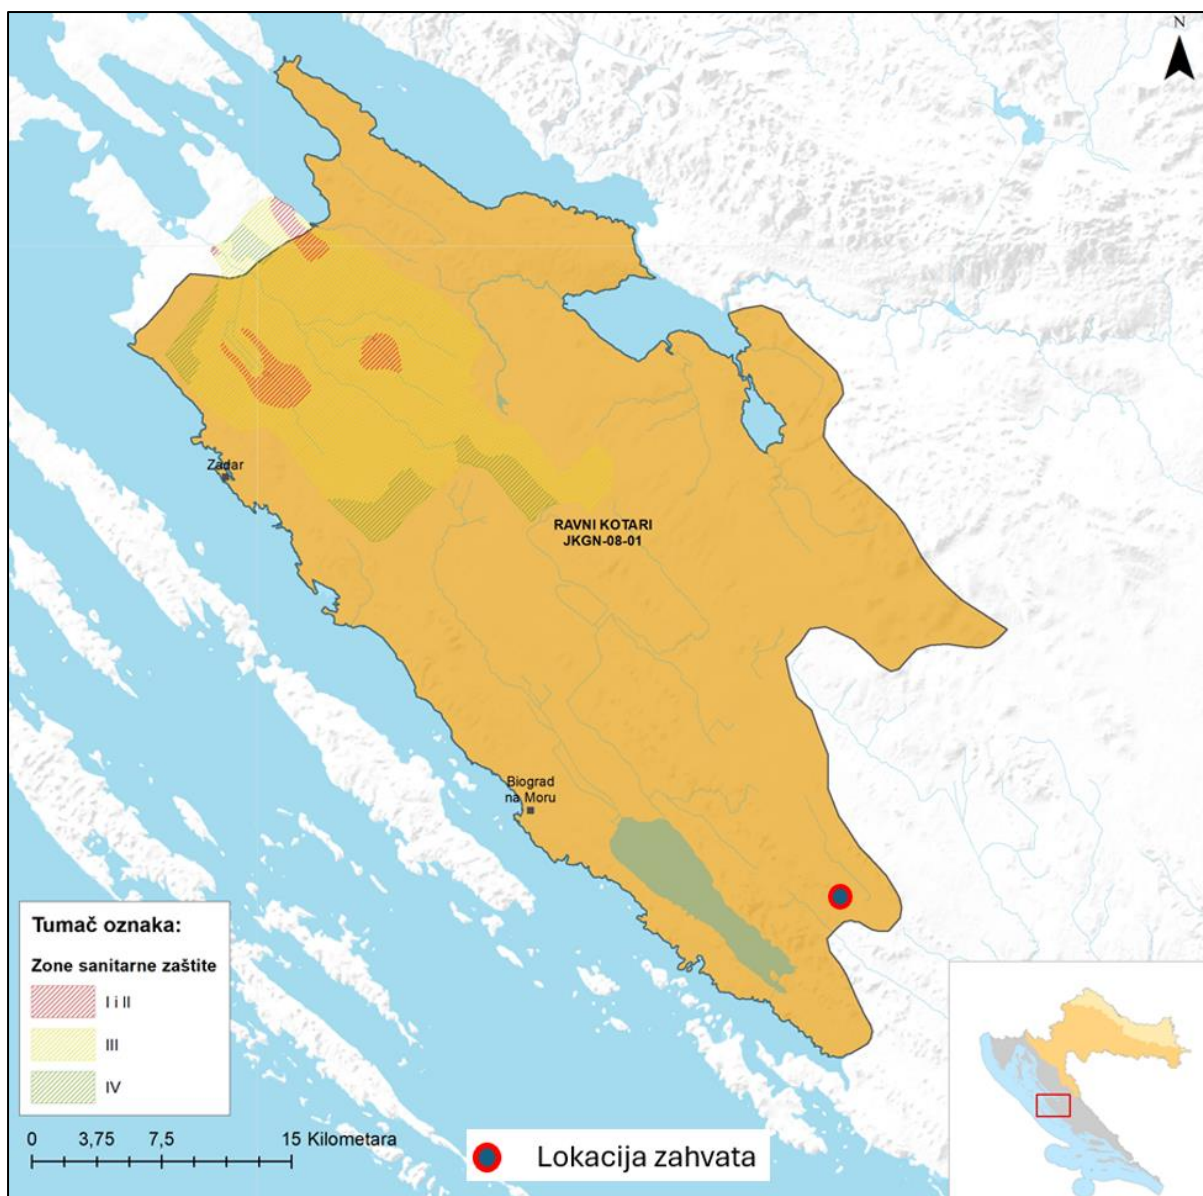 N
Zadar
RAVNI KOTARI
JKGN-08-01
Biograd
na Moru
Tumač oznaka:
Zone sanitarne zaštite
I i II
III
IV
0 3,75 7,5 15 Kilometara
Lokacija zahvata